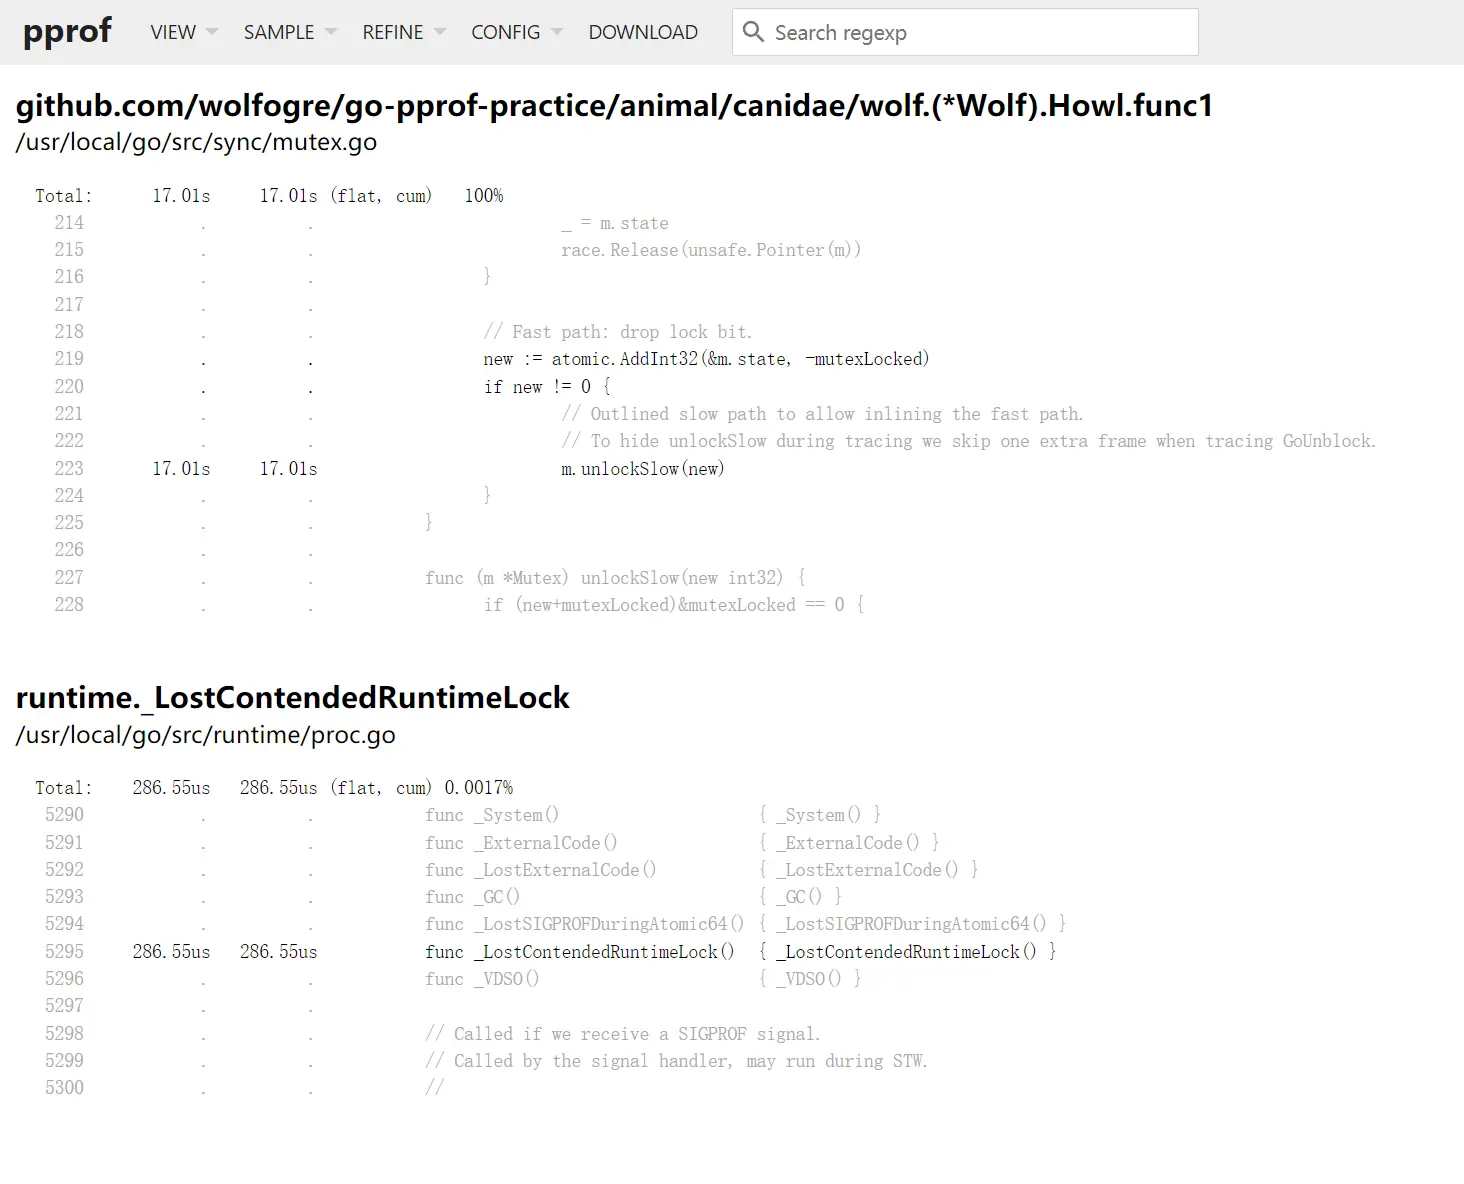 pprof VIEW SAMPLE REFINE CONFIG DOWNLOAD Search regexp
github.com/wolfogre/go-pprof-practice/animal/canidae/wolf.(*Wolf).Howl.func1
/usr/local/go/src/sync/mutex.go
Total: 17.01s 17.01s (flat, cum) 100%
214 . . _ = m.state
215 . . race.Release(unsafe.Pointer(m))
216 . . }
217 . .
218 . . // Fast path: drop lock bit.
219 . . new := atomic.AddInt32(&m.state, -mutexLocked)
220 . . if new != 0 {
221 . . // Outlined slow path to allow inlining the fast path.
222 . . // To hide unlockSlow during tracing we skip one extra frame when tracing GoUnblock.
223 17.01s 17.01s m.unlockSlow(new)
224 . . }
225 . . }
226 . .
227 . . func (m *Mutex) unlockSlow(new int32) {
228 . . if (new+mutexLocked)&mutexLocked == 0 {
runtime._LostContendedRuntimeLock
/usr/local/go/src/runtime/proc.go
Total: 286.55us 286.55us (flat, cum) 0.0017%
5290 . . func _System() { _System() }
5291 . . func _ExternalCode() { _ExternalCode() }
5292 . . func _LostExternalCode() { _LostExternalCode() }
5293 . . func _GC() { _GC() }
5294 . . func _LostSIGPROFDuringAtomic64() { _LostSIGPROFDuringAtomic64() }
5295 286.55us 286.55us func _LostContendedRuntimeLock() { _LostContendedRuntimeLock() }
5296 . . func _VDSO() { _VDSO() }
5297 . .
5298 . . // Called if we receive a SIGPROF signal.
5299 . . // Called by the signal handler, may run during STW.
5300 . . //